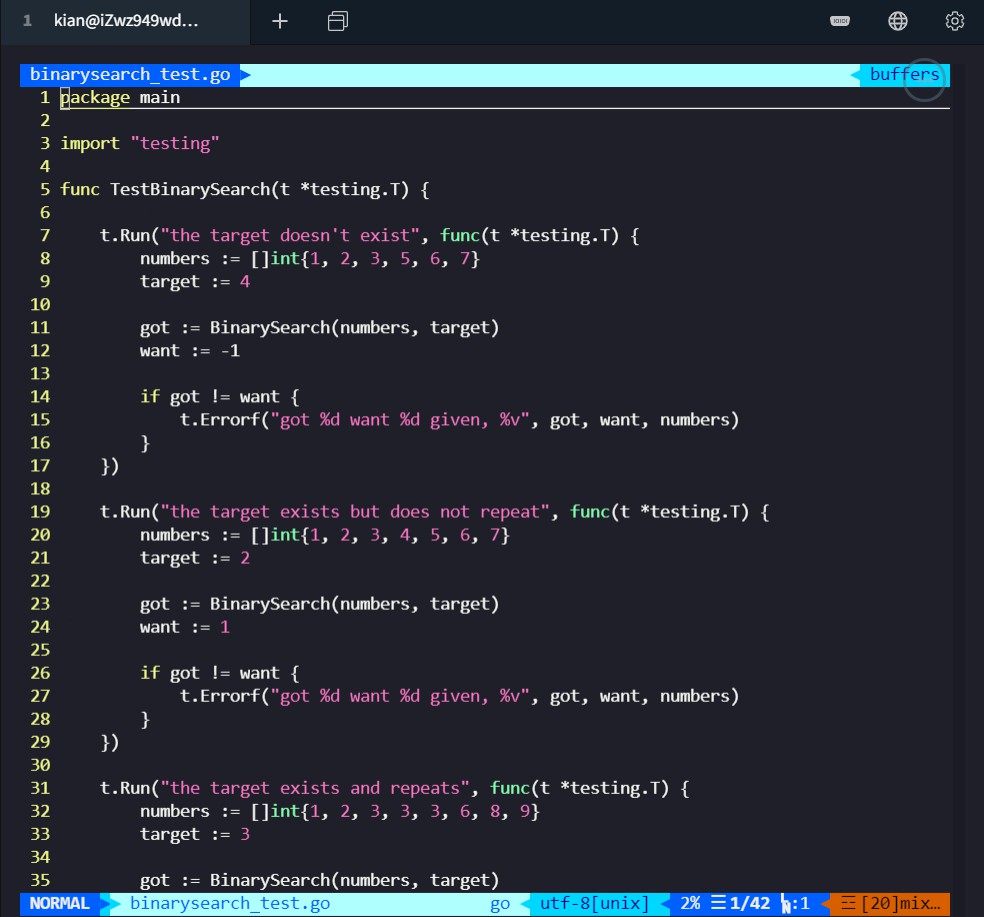 1 kian@iZwz949wd...
binarysearch_test.go buffers
1 package main
2
3 import "testing"
4
5 func TestBinarySearch(t *testing.T) {
6
7     t.Run("the target doesn't exist", func(t *testing.T) {
8         numbers := []int{1, 2, 3, 5, 6, 7}
9         target := 4
10
11         got := BinarySearch(numbers, target)
12         want := -1
13
14         if got != want {
15             t.Errorf("got %d want %d given, %v", got, want, numbers)
16         }
17     })
18
19     t.Run("the target exists but does not repeat", func(t *testing.T) {
20         numbers := []int{1, 2, 3, 4, 5, 6, 7}
21         target := 2
22
23         got := BinarySearch(numbers, target)
24         want := 1
25
26         if got != want {
27             t.Errorf("got %d want %d given, %v", got, want, numbers)
28         }
29     })
30
31     t.Run("the target exists and repeats", func(t *testing.T) {
32         numbers := []int{1, 2, 3, 3, 3, 6, 8, 9}
33         target := 3
34
35         got := BinarySearch(numbers, target)
NORMAL binarysearch_test.go go utf-8[unix] 2% ☰1/42 :1 ☲[20]mix…